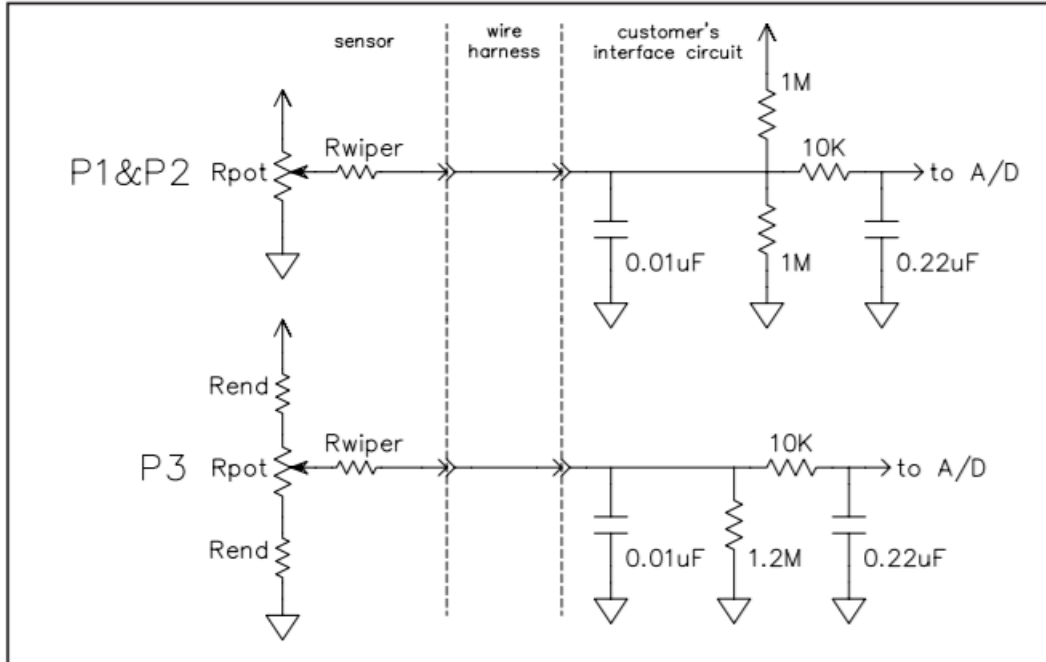 sensor
wire
harness
customer's
interface circuit
1M
P1&P2 Rpot Rwiper 10K to A/D
0.01uF 1M 0.22uF
Rend
P3 Rpot Rwiper 10K to A/D
Rend 0.01uF 1.2M 0.22uF